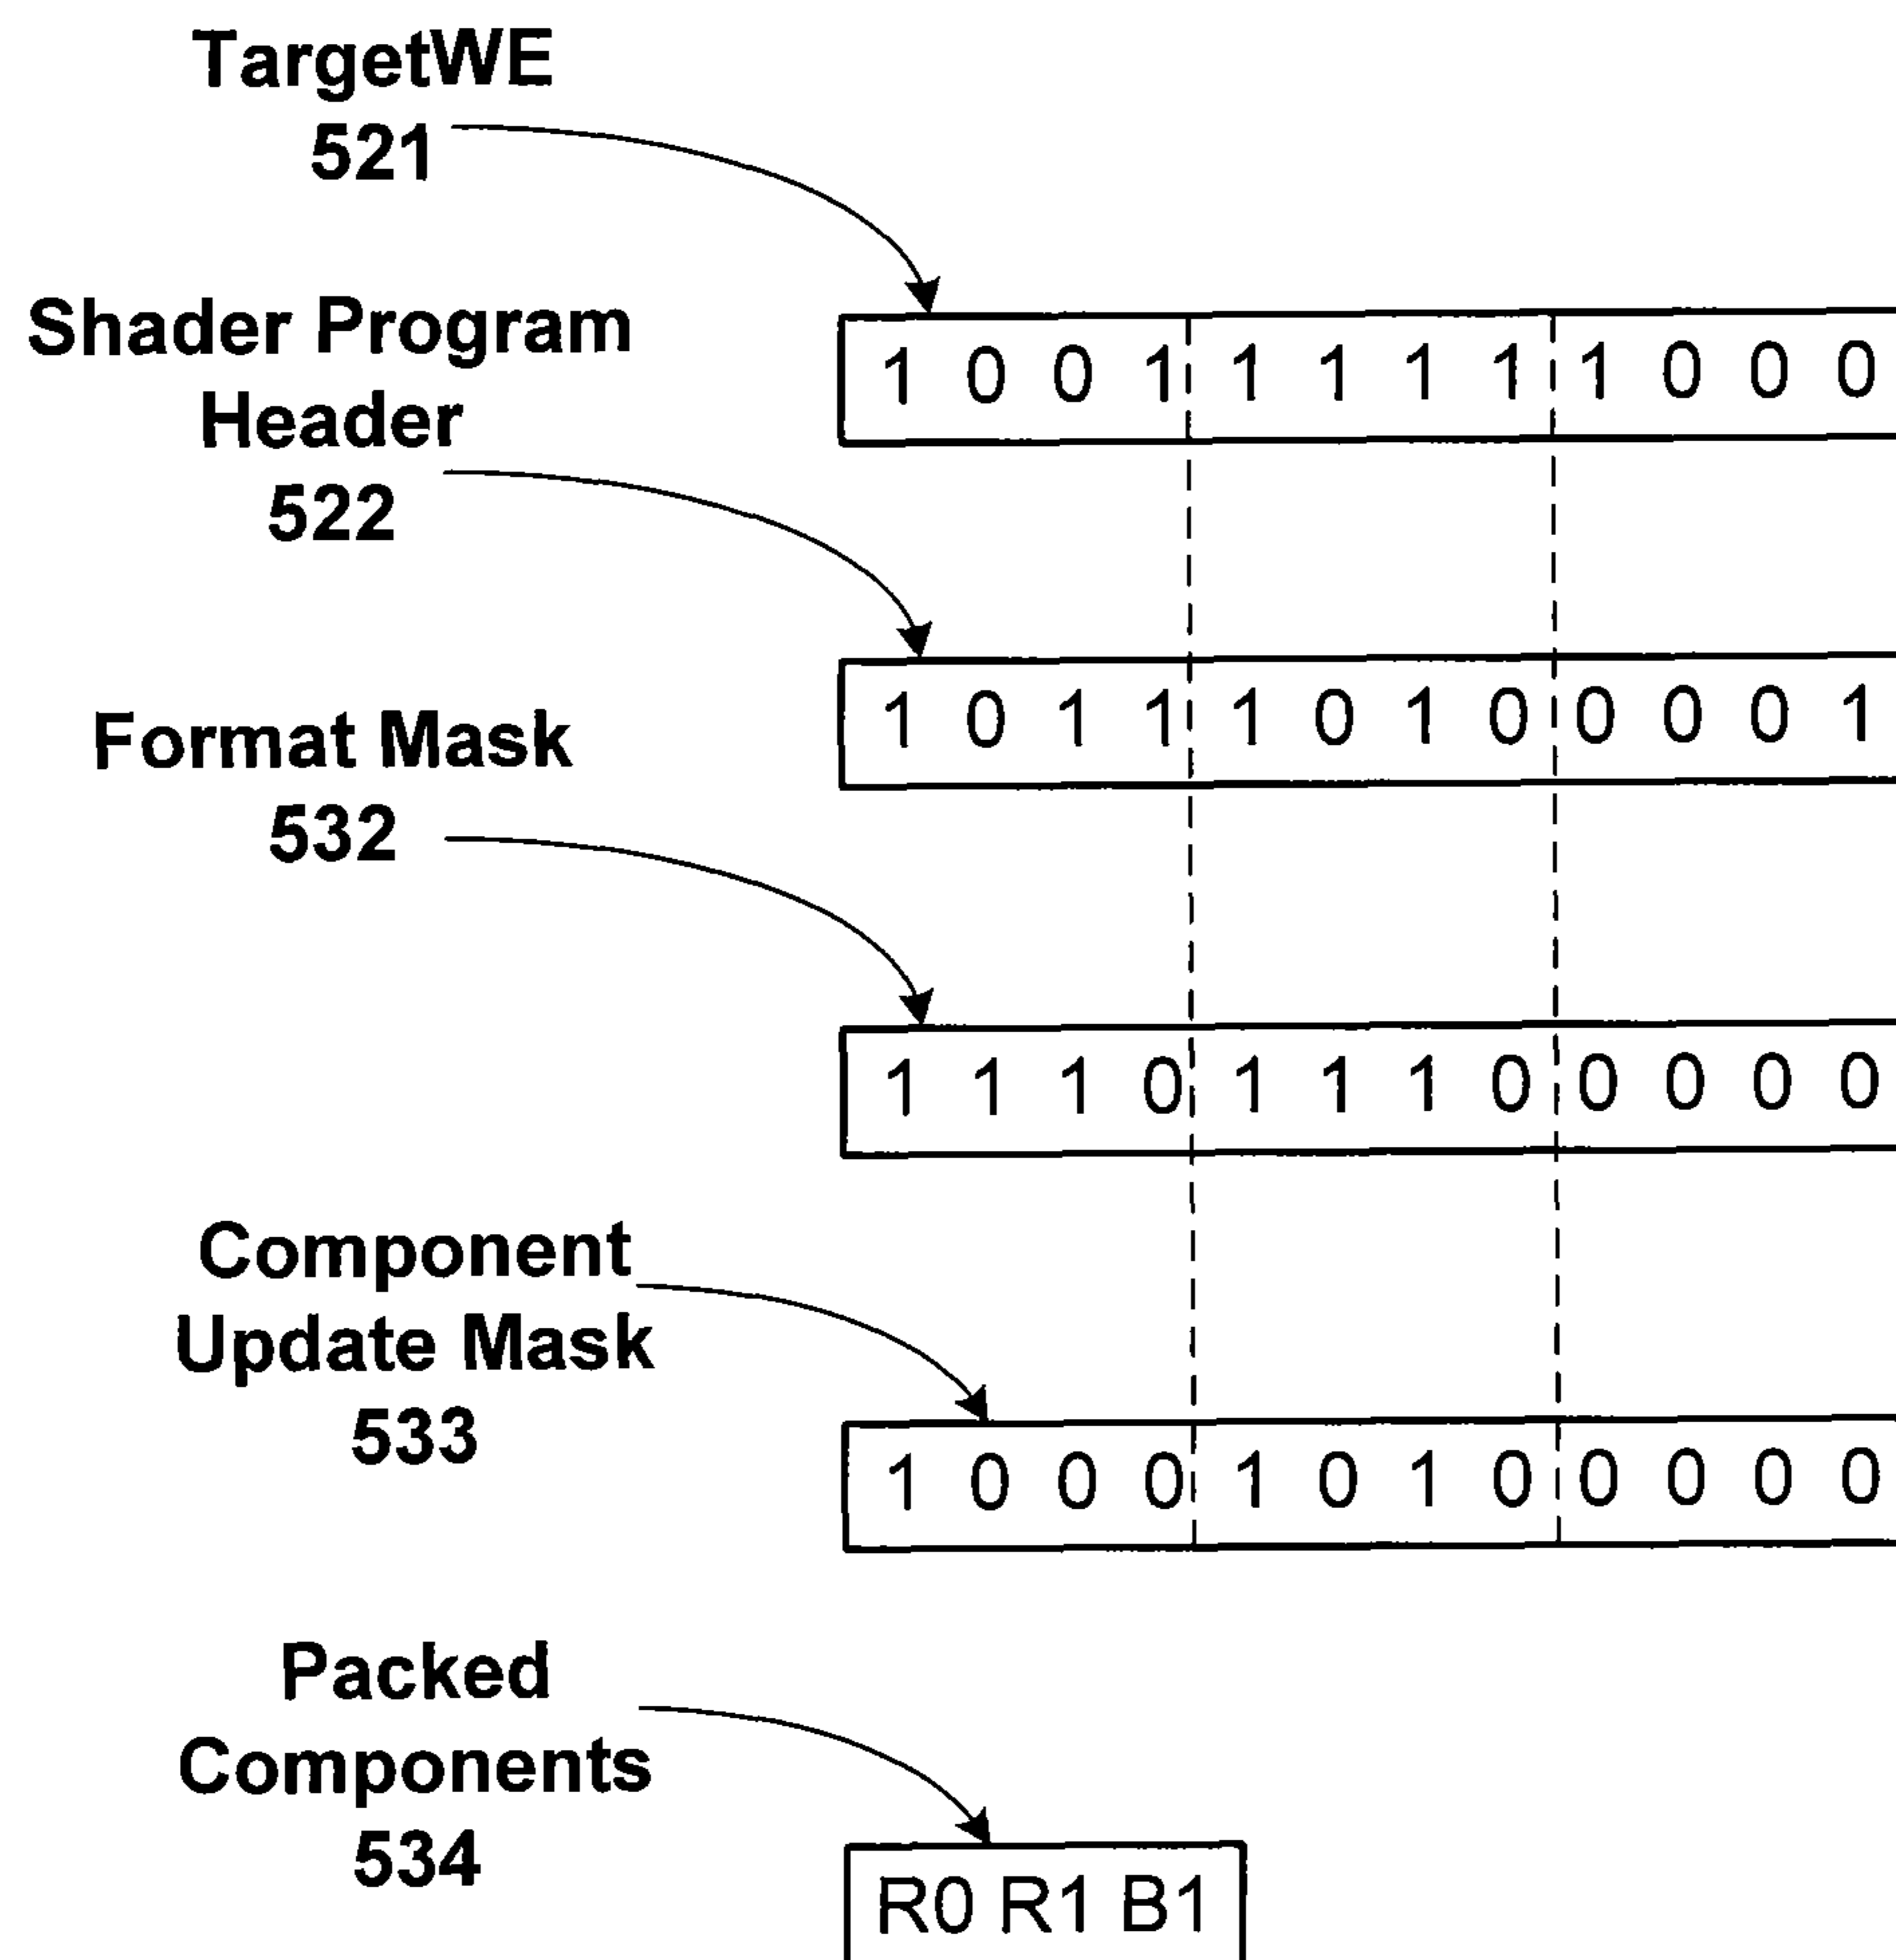 TargetWE
521
1 0 0 1 1 1 1 1 1 0 0 0
Shader Program
Header
522
1 0 1 1 1 0 1 0 0 0 0 1
Format Mask
532
1 1 1 0 1 1 1 0 0 0 0 0
Component
Update Mask
533
1 0 0 0 1 0 1 0 0 0 0 0
Packed
Components
534
R0 R1 B1